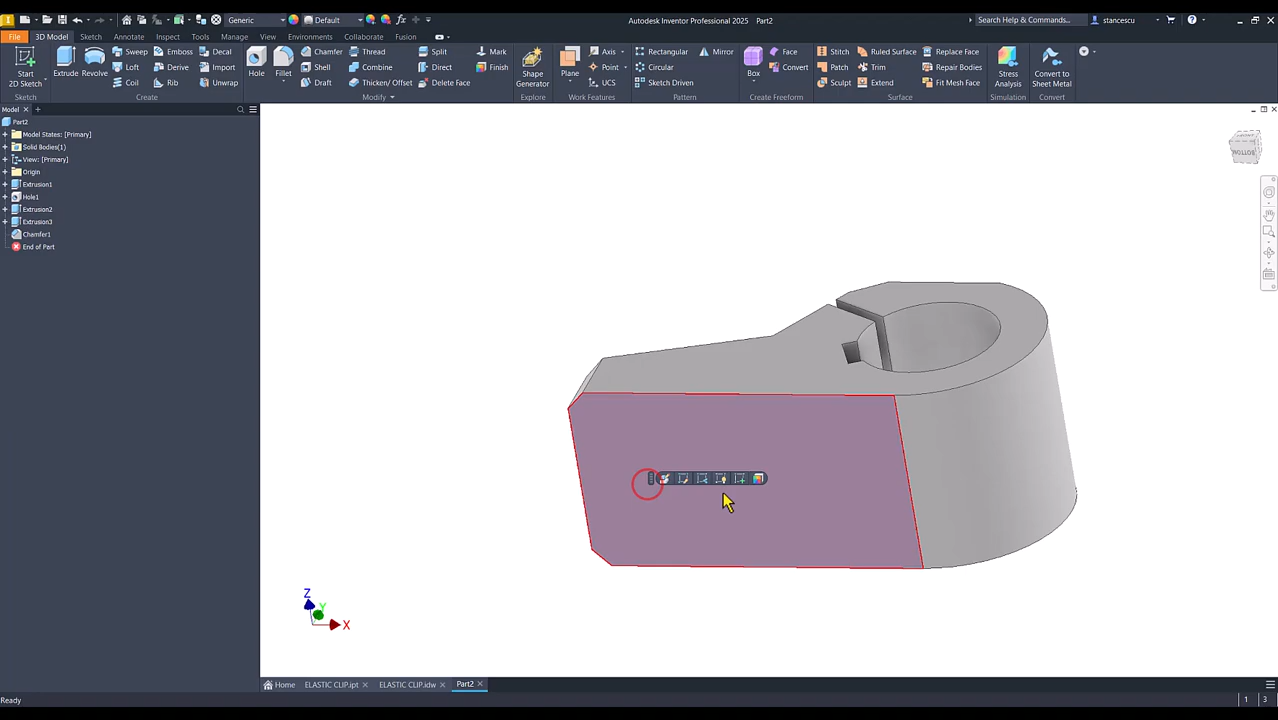 Generic
Default
Autodesk Inventor Professional 2025 Part2
Search Help & Commands...
stancescu
File
3D Model
Sketch
Annotate
Inspect
Tools
Manage
View
Environments
Collaborate
Fusion
Start
2D Sketch
Extrude
Revolve
Sweep
Emboss
Decal
Loft
Derive
Import
Coil
Rib
Unwrap
Hole
Fillet
Chamfer
Thread
Shell
Combine
Draft
Thicken/ Offset
Split
Direct
Delete Face
Mark
Finish
Shape
Generator
Plane
Axis
Point
UCS
Rectangular
Mirror
Circular
Sketch Driven
Box
Face
Convert
Stitch
Ruled Surface
Replace Face
Patch
Trim
Repair Bodies
Sculpt
Extend
Fit Mesh Face
Stress
Analysis
Convert to
Sheet Metal
Sketch
Create
Modify
Explore
Work Features
Pattern
Create Freeform
Surface
Simulation
Convert
Model
Part2
Model States: [Primary]
Solid Bodies(1)
View: [Primary]
Origin
Extrusion1
Hole1
Extrusion2
Extrusion3
Chamfer1
End of Part
BOTTOM
Z
Y
X
Home
ELASTIC CLIP.ipt
ELASTIC CLIP.idw
Part2
Ready
1
3